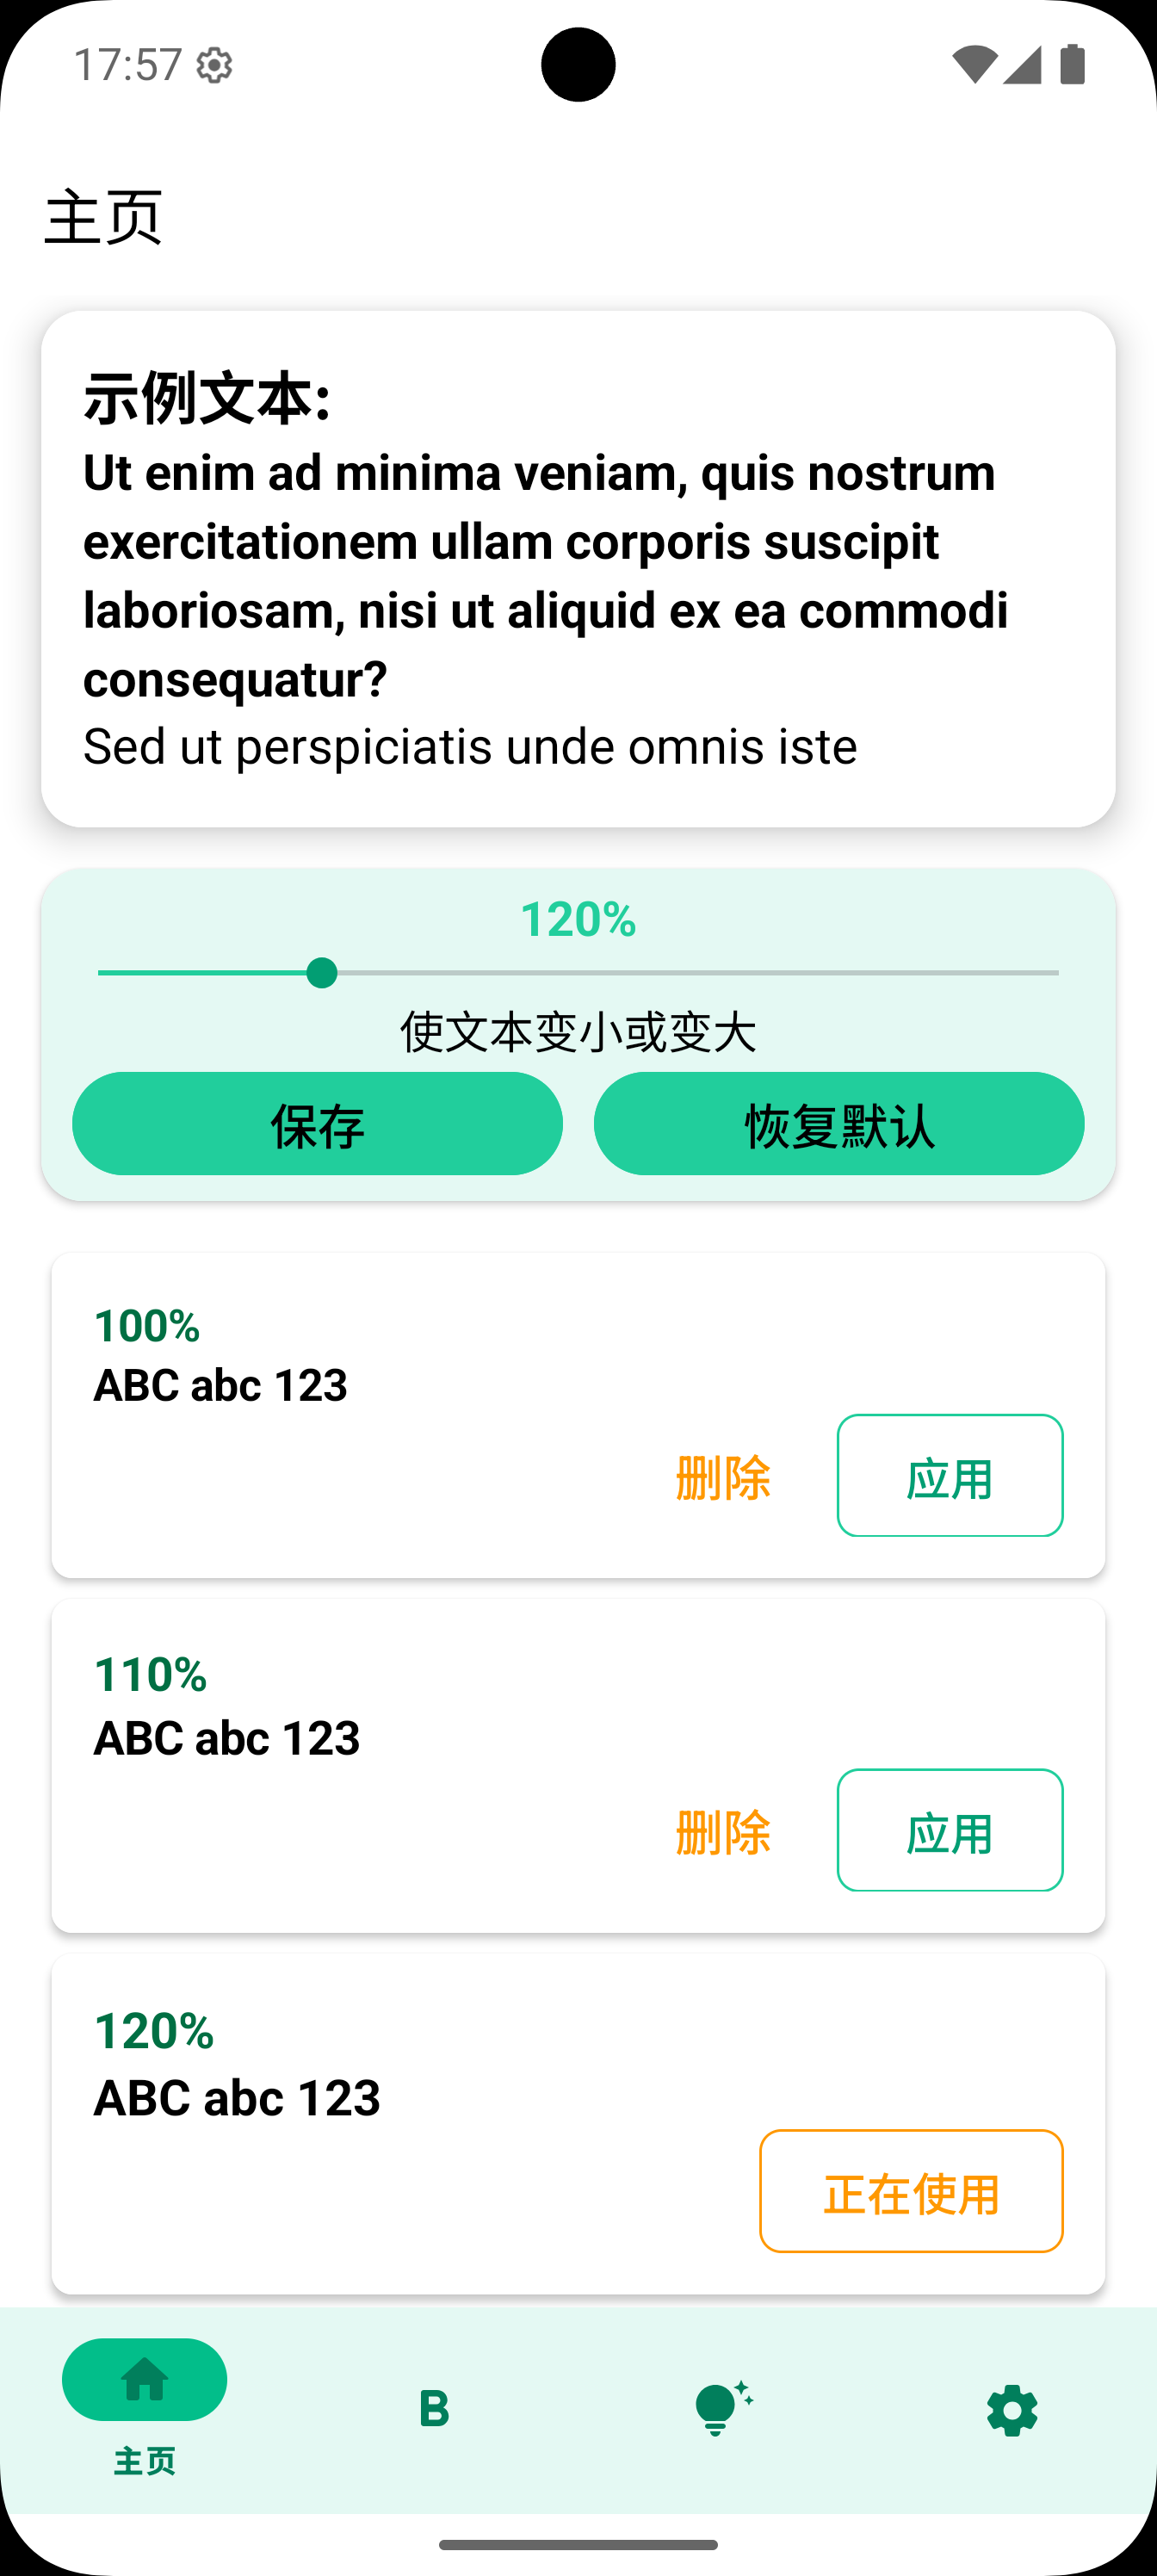 17:57
主页
示例文本:
Ut enim ad minima veniam, quis nostrum
exercitationem ullam corporis suscipit
laboriosam, nisi ut aliquid ex ea commodi
consequatur?
Sed ut perspiciatis unde omnis iste
120%
使文本变小或变大
保存 恢复默认
100%
ABC abc 123
删除 应用
110%
ABC abc 123
删除 应用
120%
ABC abc 123
正在使用
B
主页